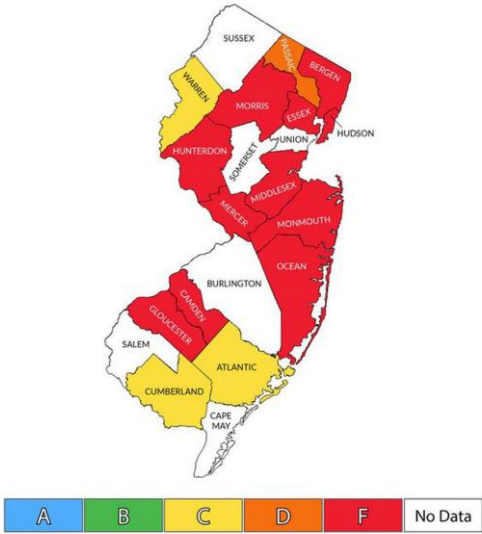 SUSSEX
PASSAIC
BERGEN
WARREN
MORRIS
ESSEX
HUDSON
UNION
HUNTERDON
SOMERSET
MIDDLESEX
MERCER
MONMOUTH
OCEAN
BURLINGTON
CAMDEN
GLOUCESTER
SALEM
ATLANTIC
CUMBERLAND
CAPE
MAY
A B C D F No Data